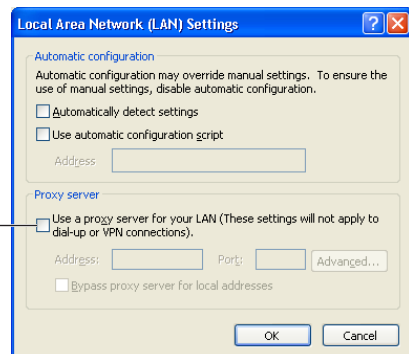 Local Area Network (LAN) Settings
Automatic configuration
Automatic configuration may override manual settings. To ensure the
use of manual settings, disable automatic configuration.
Automatically detect settings
Use automatic configuration script
Address
Proxy server
Use a proxy server for your LAN (These settings will not apply to
dial-up or VPN connections).
Address: Port: Advanced...
Bypass proxy server for local addresses
OK Cancel